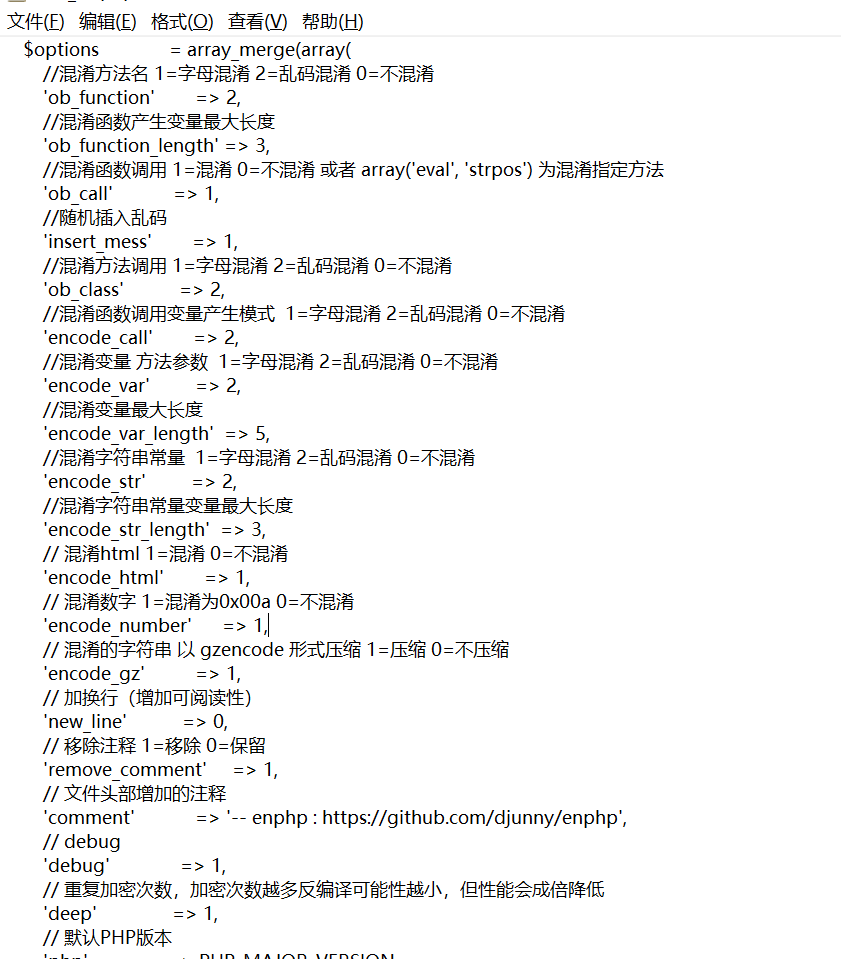 文件(F) 编辑(E) 格式(O) 查看(V) 帮助(H)
$options = array_merge(array(
//混淆方法名 1=字母混淆 2=乱码混淆 0=不混淆
'ob_function' => 2,
//混淆函数产生变量最大长度
'ob_function_length' => 3,
//混淆函数调用 1=混淆 0=不混淆 或者 array('eval', 'strpos') 为混淆指定方法
'ob_call' => 1,
//随机插入乱码
'insert_mess' => 1,
//混淆方法调用 1=字母混淆 2=乱码混淆 0=不混淆
'ob_class' => 2,
//混淆函数调用变量产生模式 1=字母混淆 2=乱码混淆 0=不混淆
'encode_call' => 2,
//混淆变量 方法参数 1=字母混淆 2=乱码混淆 0=不混淆
'encode_var' => 2,
//混淆变量最大长度
'encode_var_length' => 5,
//混淆字符串常量 1=字母混淆 2=乱码混淆 0=不混淆
'encode_str' => 2,
//混淆字符串常量变量最大长度
'encode_str_length' => 3,
// 混淆html 1=混淆 0=不混淆
'encode_html' => 1,
// 混淆数字 1=混淆为0x00a 0=不混淆
'encode_number' => 1,
// 混淆的字符串 以 gzencode 形式压缩 1=压缩 0=不压缩
'encode_gz' => 1,
// 加换行（增加可阅读性）
'new_line' => 0,
// 移除注释 1=移除 0=保留
'remove_comment' => 1,
// 文件头部增加的注释
'comment' => '-- enphp : https://github.com/djunny/enphp',
// debug
'debug' => 1,
// 重复加密次数，加密次数越多反编译可能性越小，但性能会成倍降低
'deep' => 1,
// 默认PHP版本